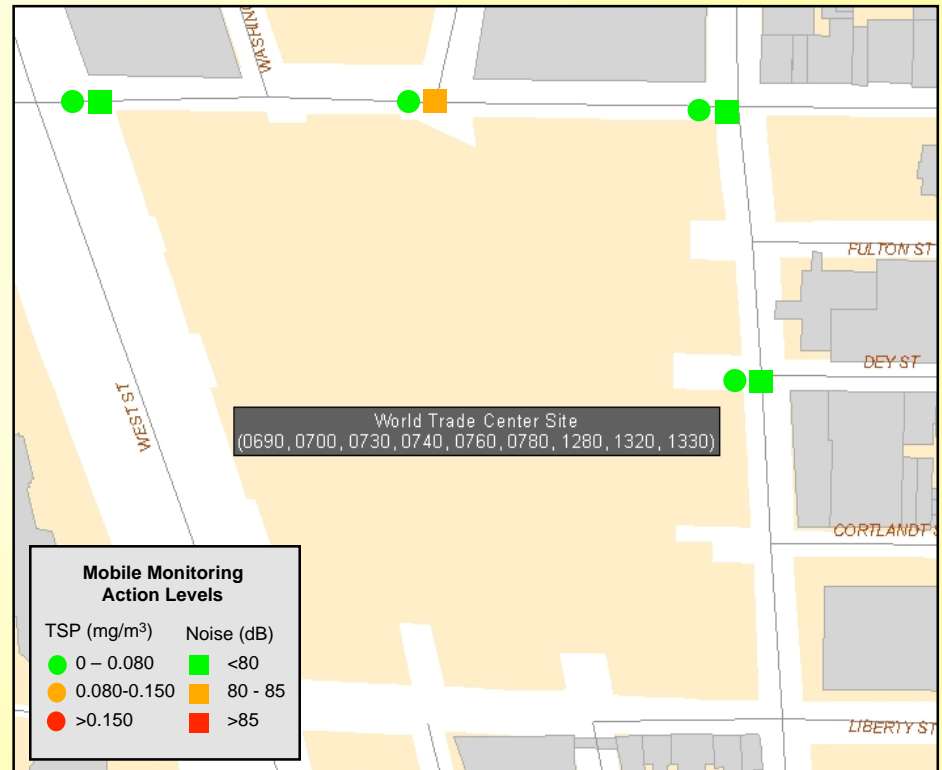 WASHIN
FULTON ST
DEY ST
WEST ST
World Trade Center Site
(0690, 0700, 0730, 0740, 0760, 0780, 1280, 1320, 1330)
CORTLANDT S
Mobile Monitoring
Action Levels
TSP (mg/m³) Noise (dB)
0 – 0.080 <80
0.080-0.150 80 - 85
>0.150 >85
LIBERTY ST